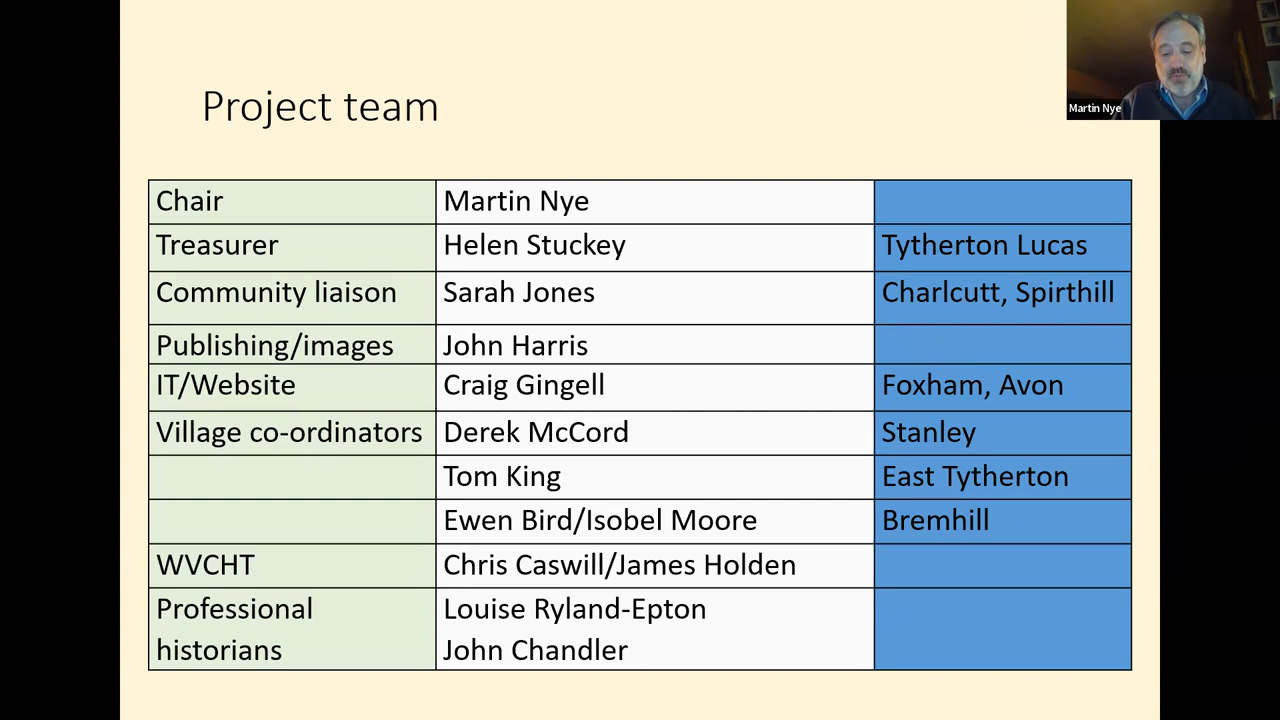 Martin Nye
Project team
Chair Martin Nye
Treasurer Helen Stuckey Tytherton Lucas
Community liaison Sarah Jones Charlcutt, Spirthill
Publishing/images John Harris
IT/Website Craig Gingell Foxham, Avon
Village co-ordinators Derek McCord Stanley
Tom King East Tytherton
Ewen Bird/Isobel Moore Bremhill
WVCHT Chris Caswill/James Holden
Professional Louise Ryland-Epton
historians John Chandler